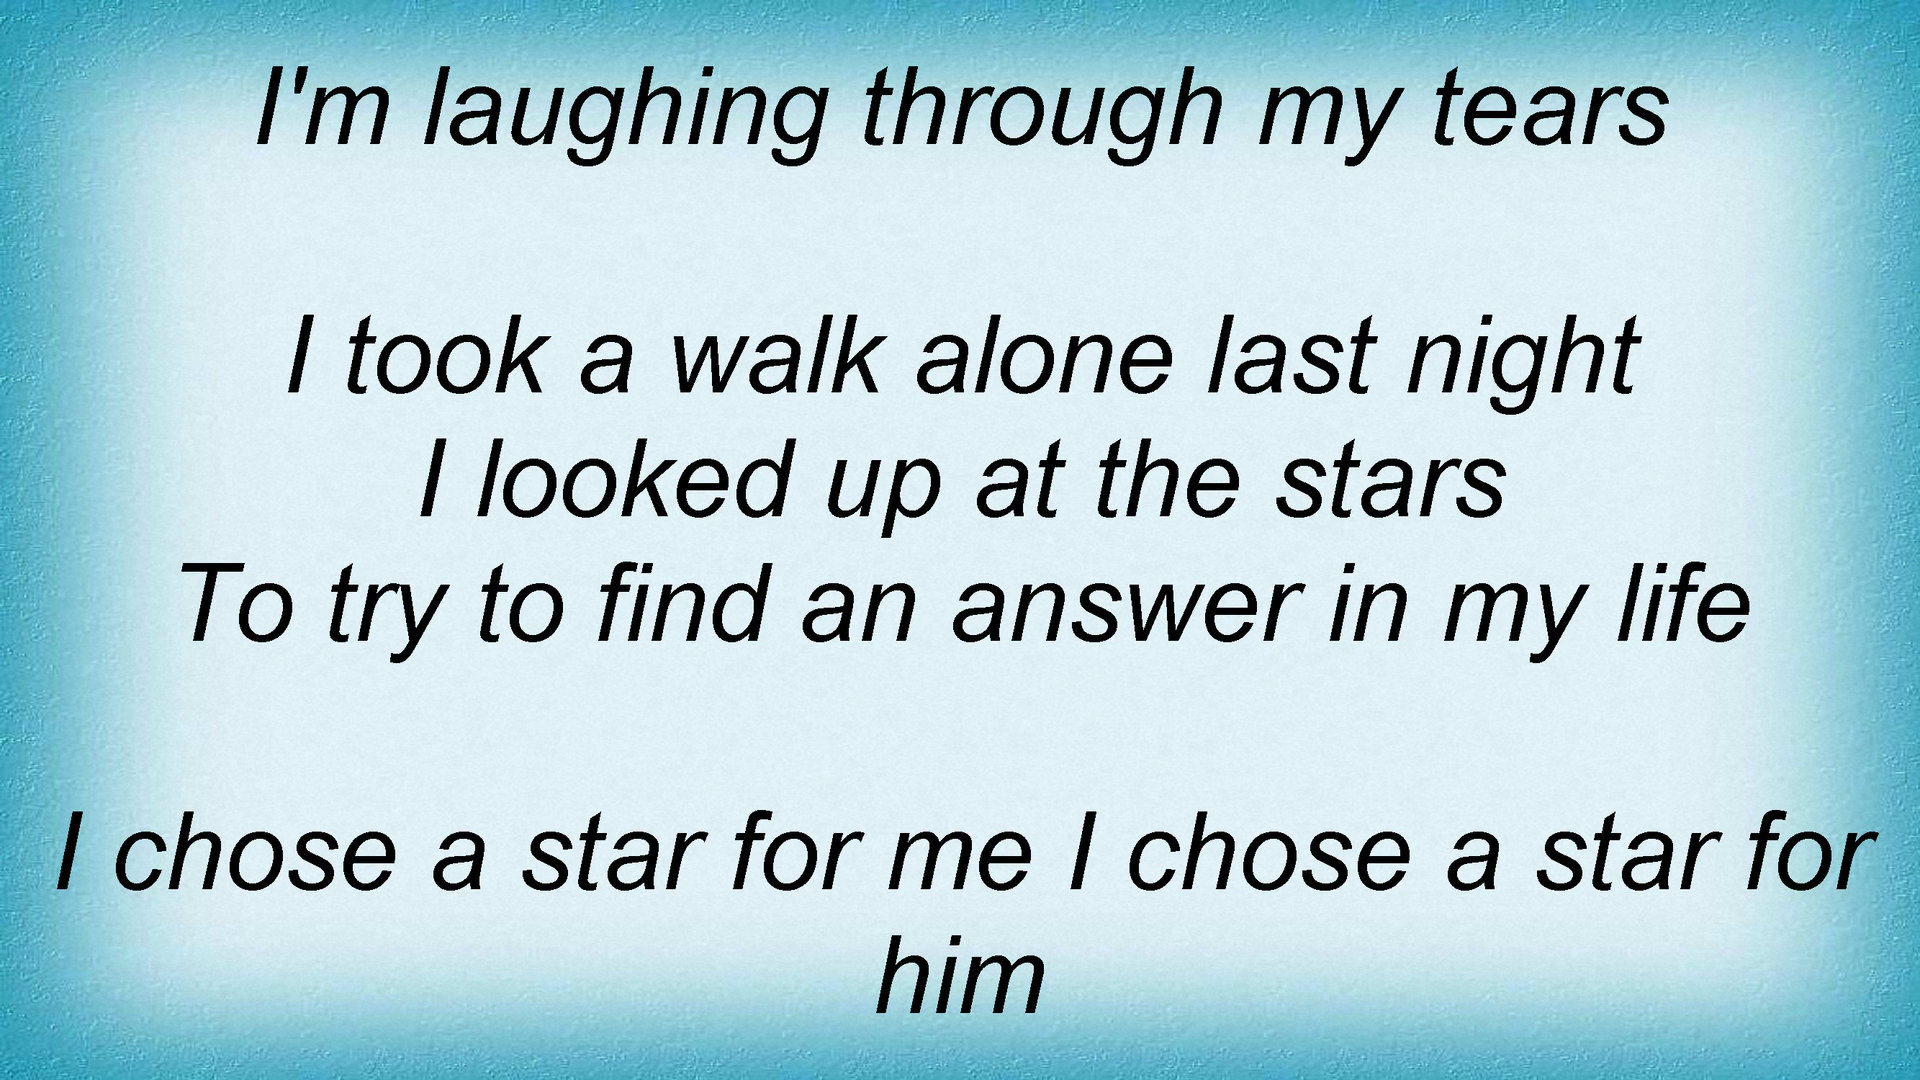 I'm laughing through my tears
I took a walk alone last night
I looked up at the stars
To try to find an answer in my life
I chose a star for me I chose a star for
him